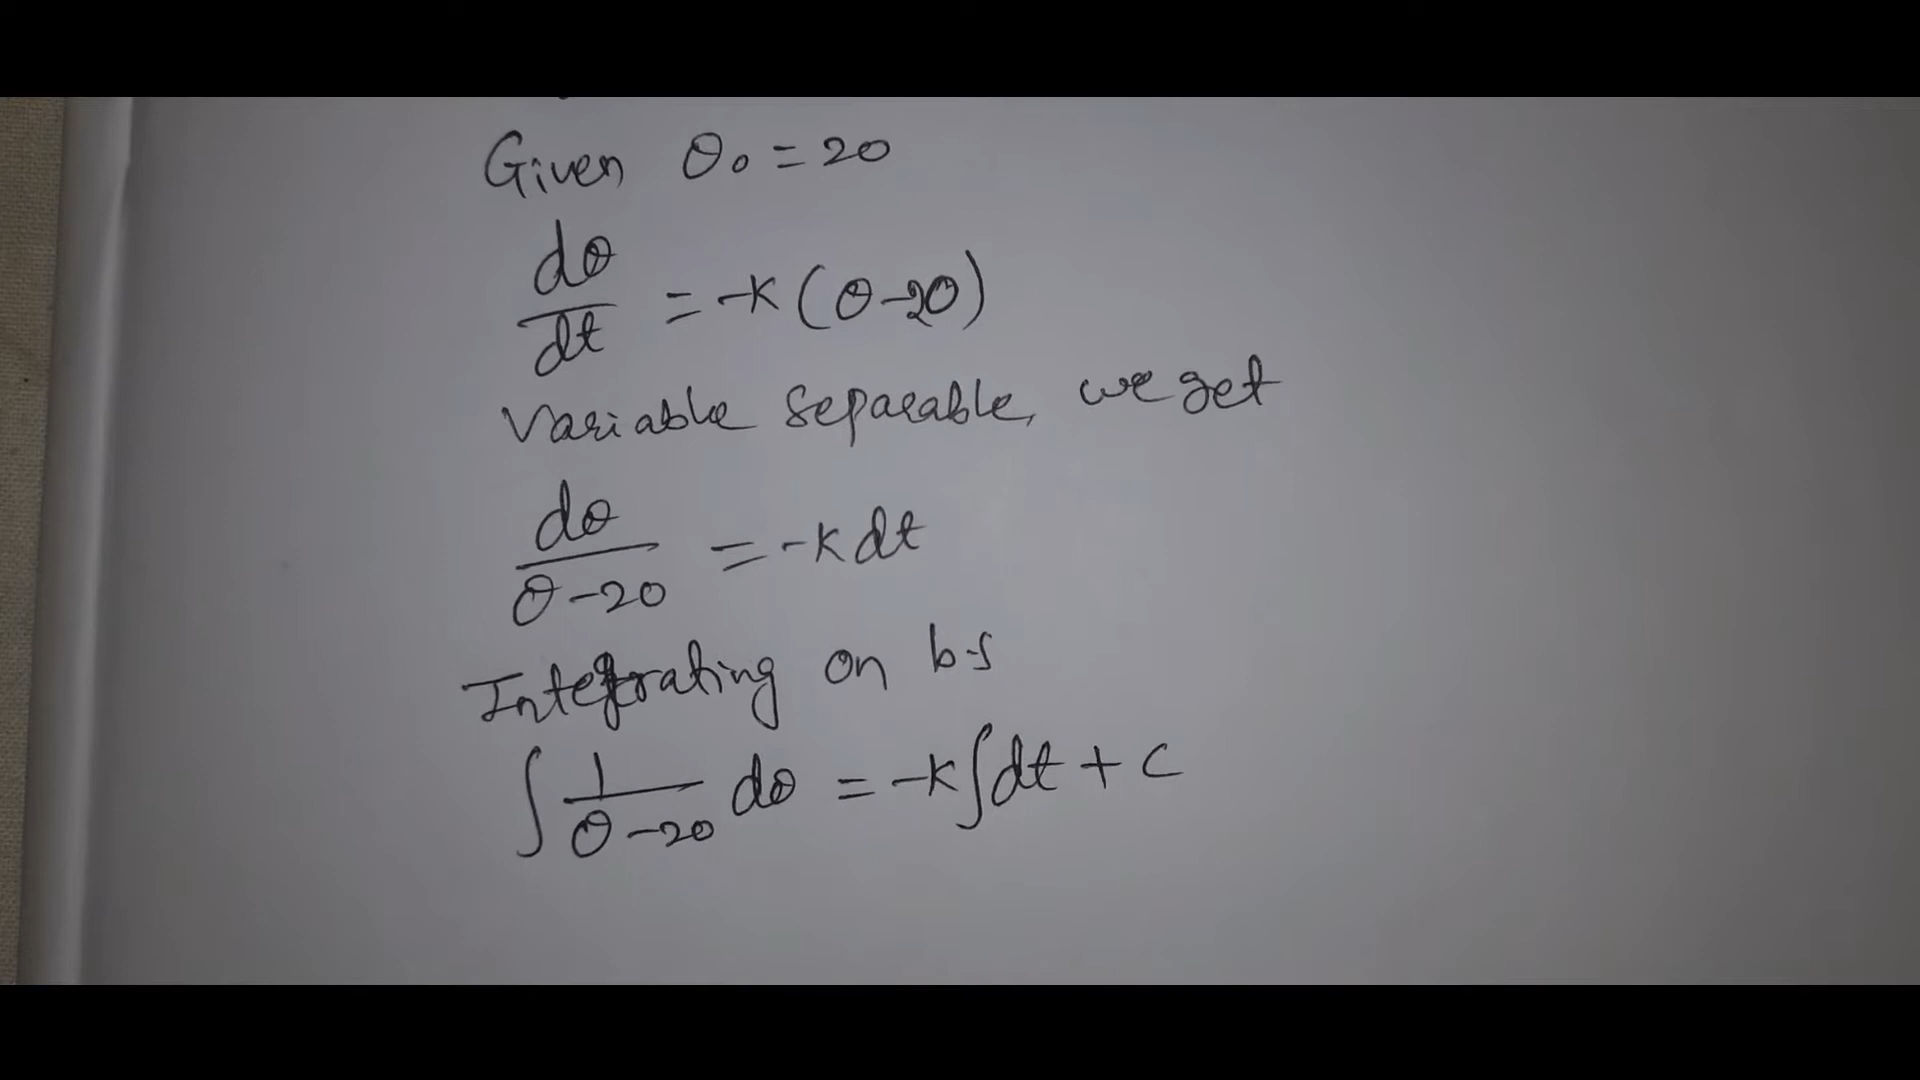 Given θ₀ = 20
dθ/dt = -k(θ-20)
Variable Separable, we get
dθ/(θ-20) = -k dt
Integrating on b.s
∫ 1/(θ-20) dθ = -k∫dt + c